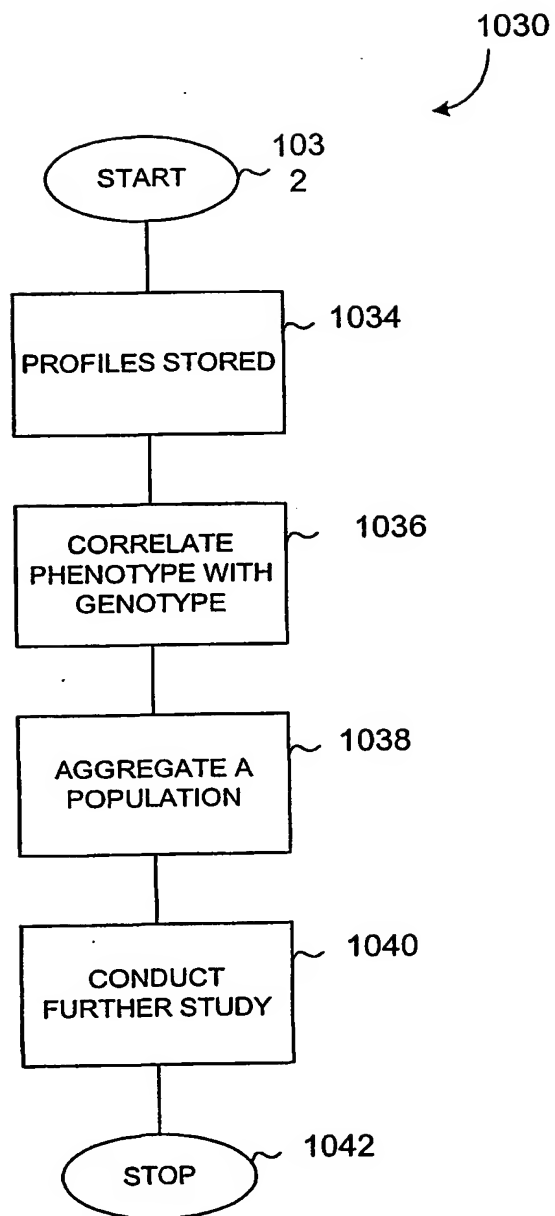 1030
START
103
2
PROFILES STORED
1034
CORRELATE
PHENOTYPE WITH
GENOTYPE
1036
AGGREGATE A
POPULATION
1038
CONDUCT
FURTHER STUDY
1040
STOP
1042